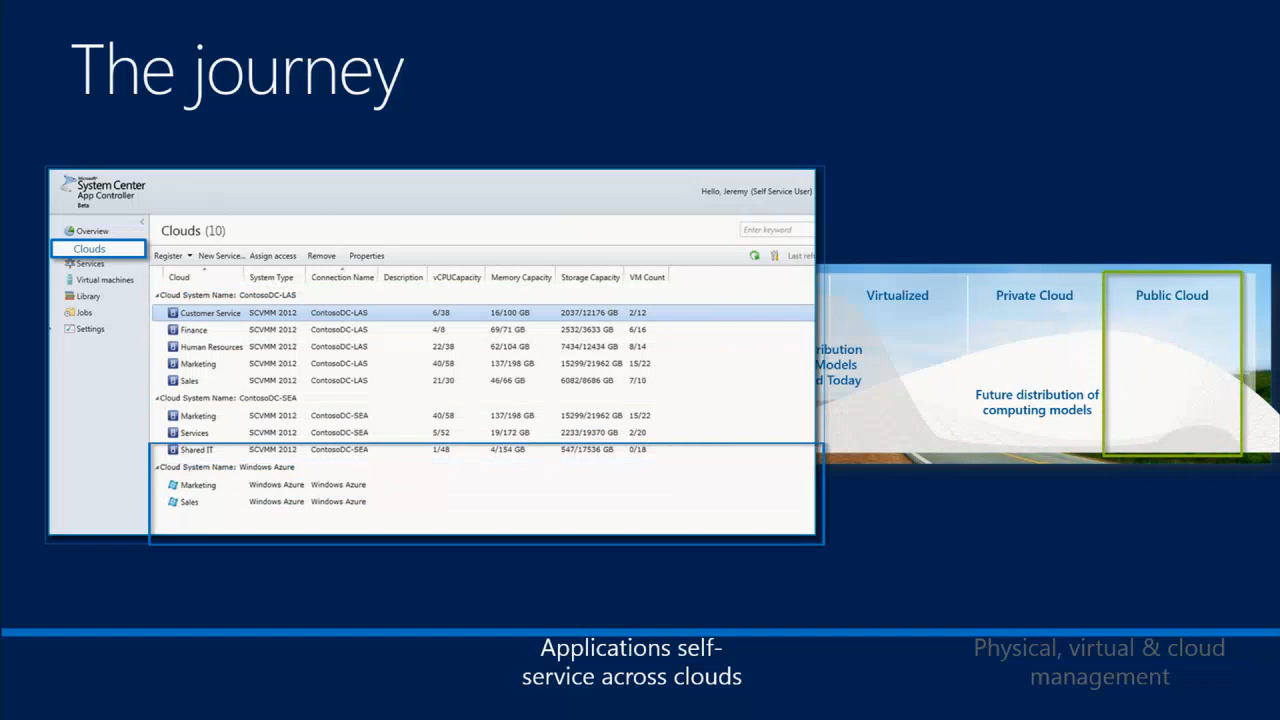 The journey
Microsoft
System Center
App Controller
Beta
Hello, Jeremy (Self Service User)
Overview
Clouds
Services
Virtual machines
Library
Jobs
Settings
Clouds (10)
Enter keyword
Register New Service... Assign access Remove Properties
Last refr
Cloud System Type Connection Name Description vCPUCapacity Memory Capacity Storage Capacity VM Count
Cloud System Name: ContosoDC-LAS
Customer Service SCVMM 2012 ContosoDC-LAS 6/38 16/100 GB 2037/12176 GB 2/12
Finance SCVMM 2012 ContosoDC-LAS 4/8 69/71 GB 2532/3633 GB 6/16
Human Resources SCVMM 2012 ContosoDC-LAS 22/38 62/104 GB 7434/12434 GB 8/14
Marketing SCVMM 2012 ContosoDC-LAS 40/58 137/198 GB 15299/21962 GB 15/22
Sales SCVMM 2012 ContosoDC-LAS 21/30 46/66 GB 6082/8686 GB 7/10
Cloud System Name: ContosoDC-SEA
Marketing SCVMM 2012 ContosoDC-SEA 40/58 137/198 GB 15299/21962 GB 15/22
Services SCVMM 2012 ContosoDC-SEA 5/52 19/172 GB 2233/19370 GB 2/20
Shared IT SCVMM 2012 ContosoDC-SEA 1/48 4/154 GB 547/17536 GB 0/18
Cloud System Name: Windows Azure
Marketing Windows Azure Windows Azure
Sales Windows Azure Windows Azure
Virtualized
Private Cloud
Public Cloud
ribution
Models
d Today
Future distribution of
computing models
Applications self-
service across clouds
Physical, virtual & cloud
management